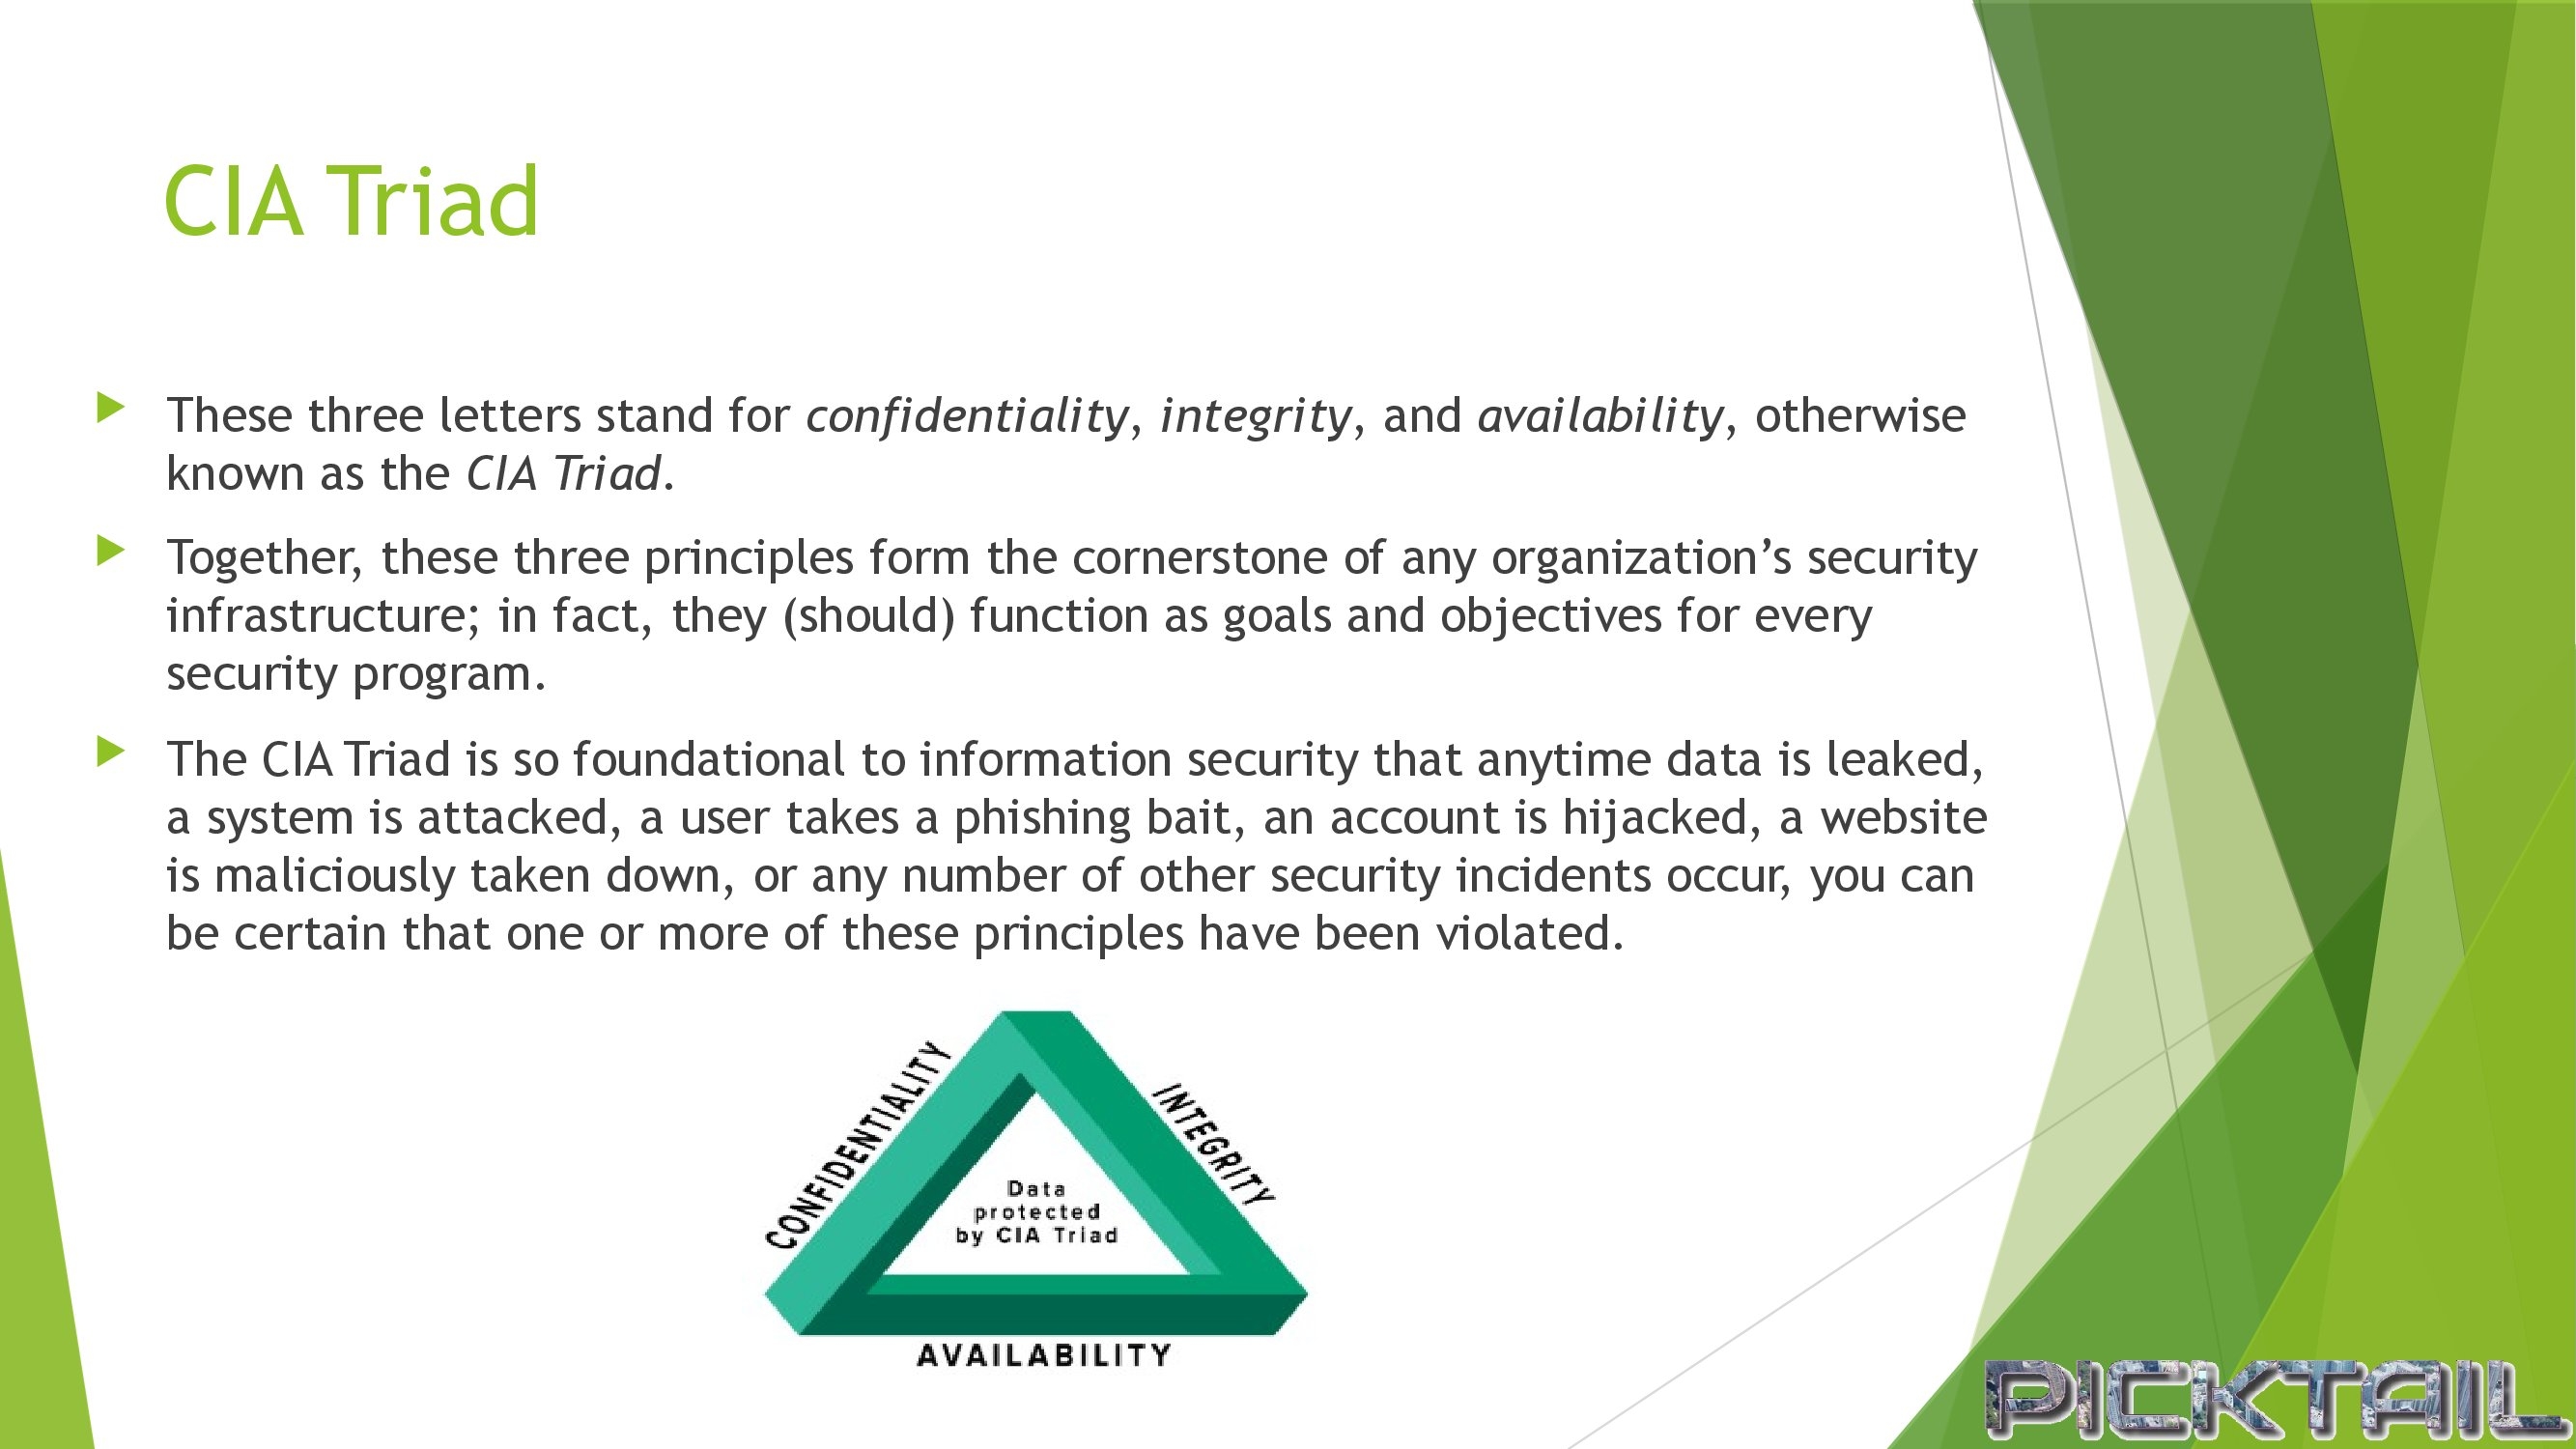 CIA Triad
These three letters stand for confidentiality, integrity, and availability, otherwise
known as the CIA Triad.
Together, these three principles form the cornerstone of any organization’s security
infrastructure; in fact, they (should) function as goals and objectives for every
security program.
The CIA Triad is so foundational to information security that anytime data is leaked,
a system is attacked, a user takes a phishing bait, an account is hijacked, a website
is maliciously taken down, or any number of other security incidents occur, you can
be certain that one or more of these principles have been violated.
CONFIDENTIALITY
INTEGRITY
Data
protected
by CIA Triad
AVAILABILITY
PICKTAIL